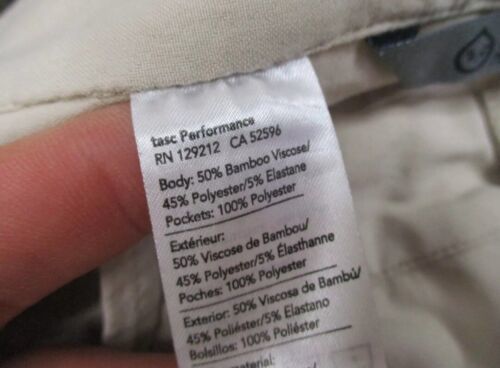 tasc Performance
RN 129212 CA 52596
Body: 50% Bamboo Viscose/
45% Polyester/5% Elastane
Pockets: 100% Polyester
Extérieur:
50% Viscose de Bambou/
45% Polyester/5% Élasthanne
Poches: 100% Polyester
Exterior: 50% Viscosa de Bambú/
45% Poliéster/5% Elastano
Bolsillos: 100% Poliéster
material: